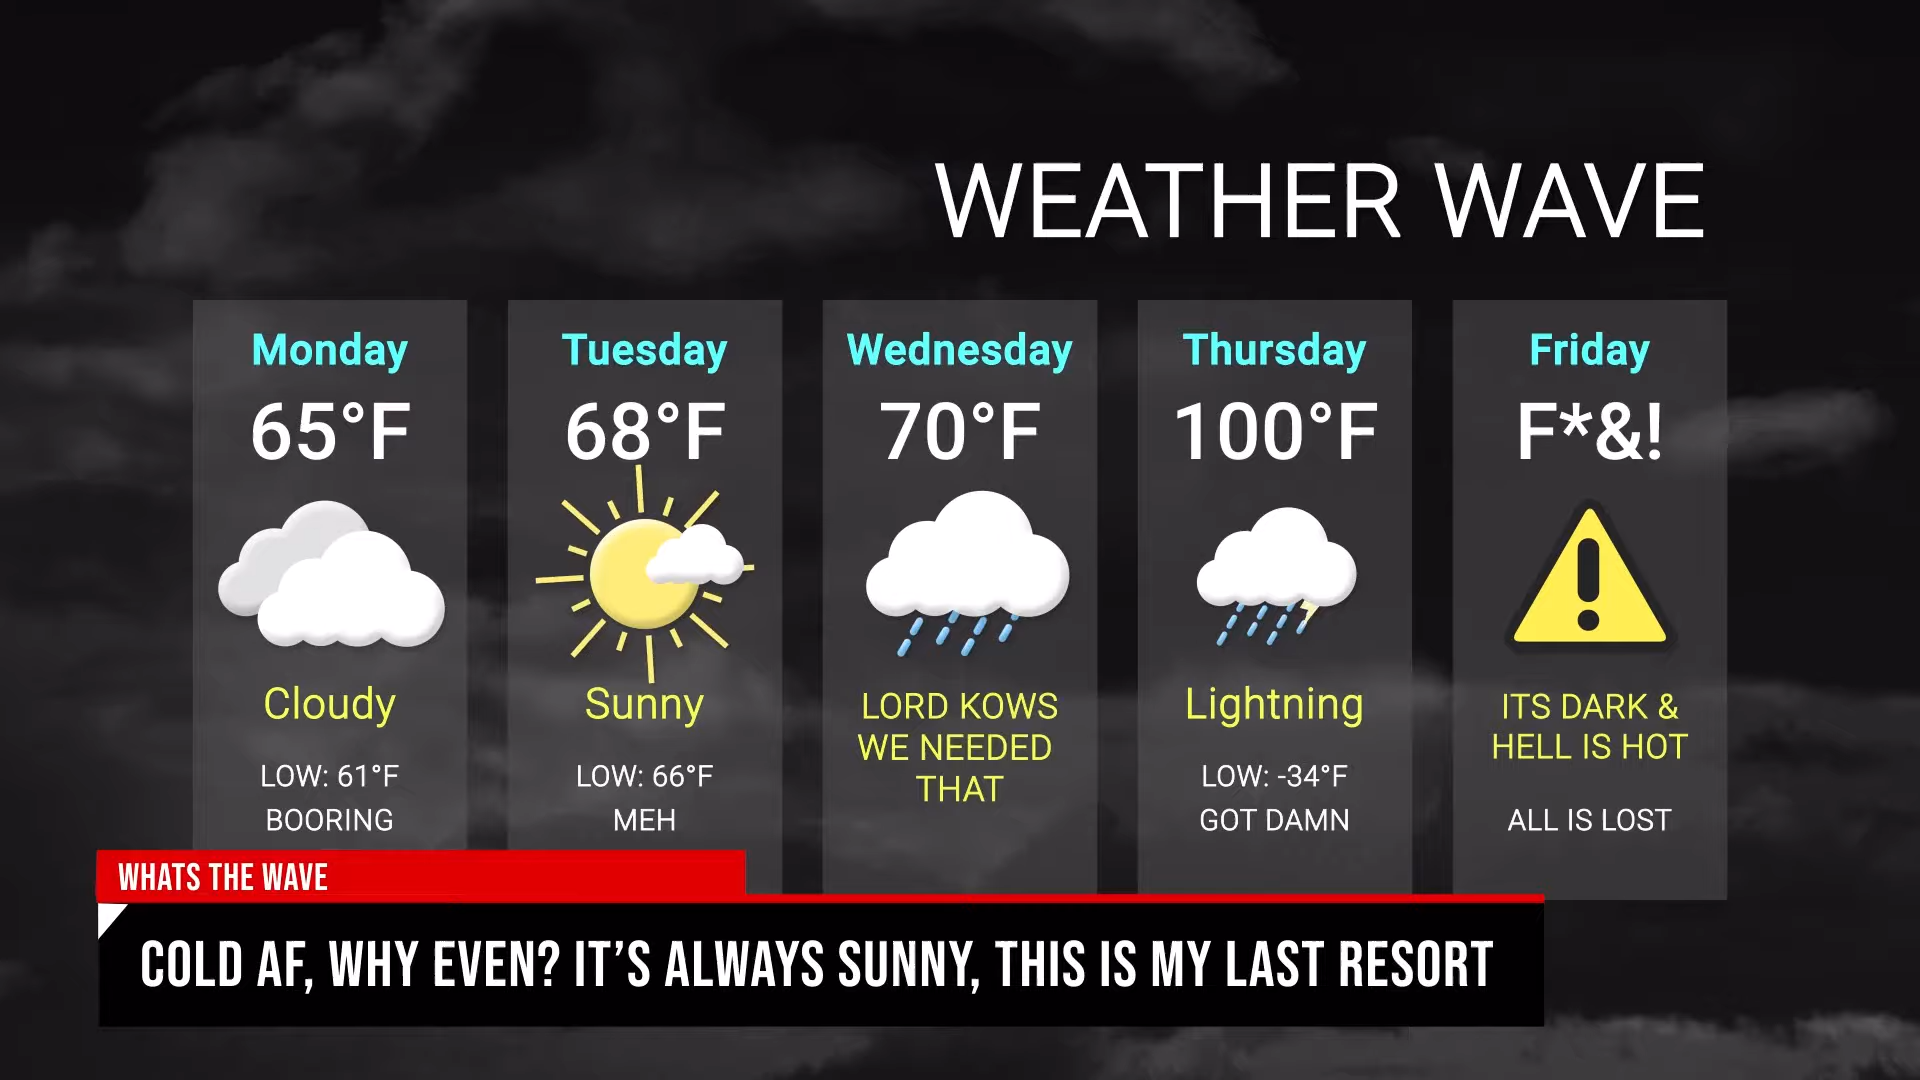 WEATHER WAVE
Monday
65°F
Cloudy
LOW: 61°F
BOORING
Tuesday
68°F
Sunny
LOW: 66°F
MEH
Wednesday
70°F
LORD KOWS
WE NEEDED
THAT
Thursday
100°F
Lightning
LOW: -34°F
GOT DAMN
Friday
F*&!
ITS DARK &
HELL IS HOT
ALL IS LOST
WHATS THE WAVE
COLD AF, WHY EVEN? IT’S ALWAYS SUNNY, THIS IS MY LAST RESORT